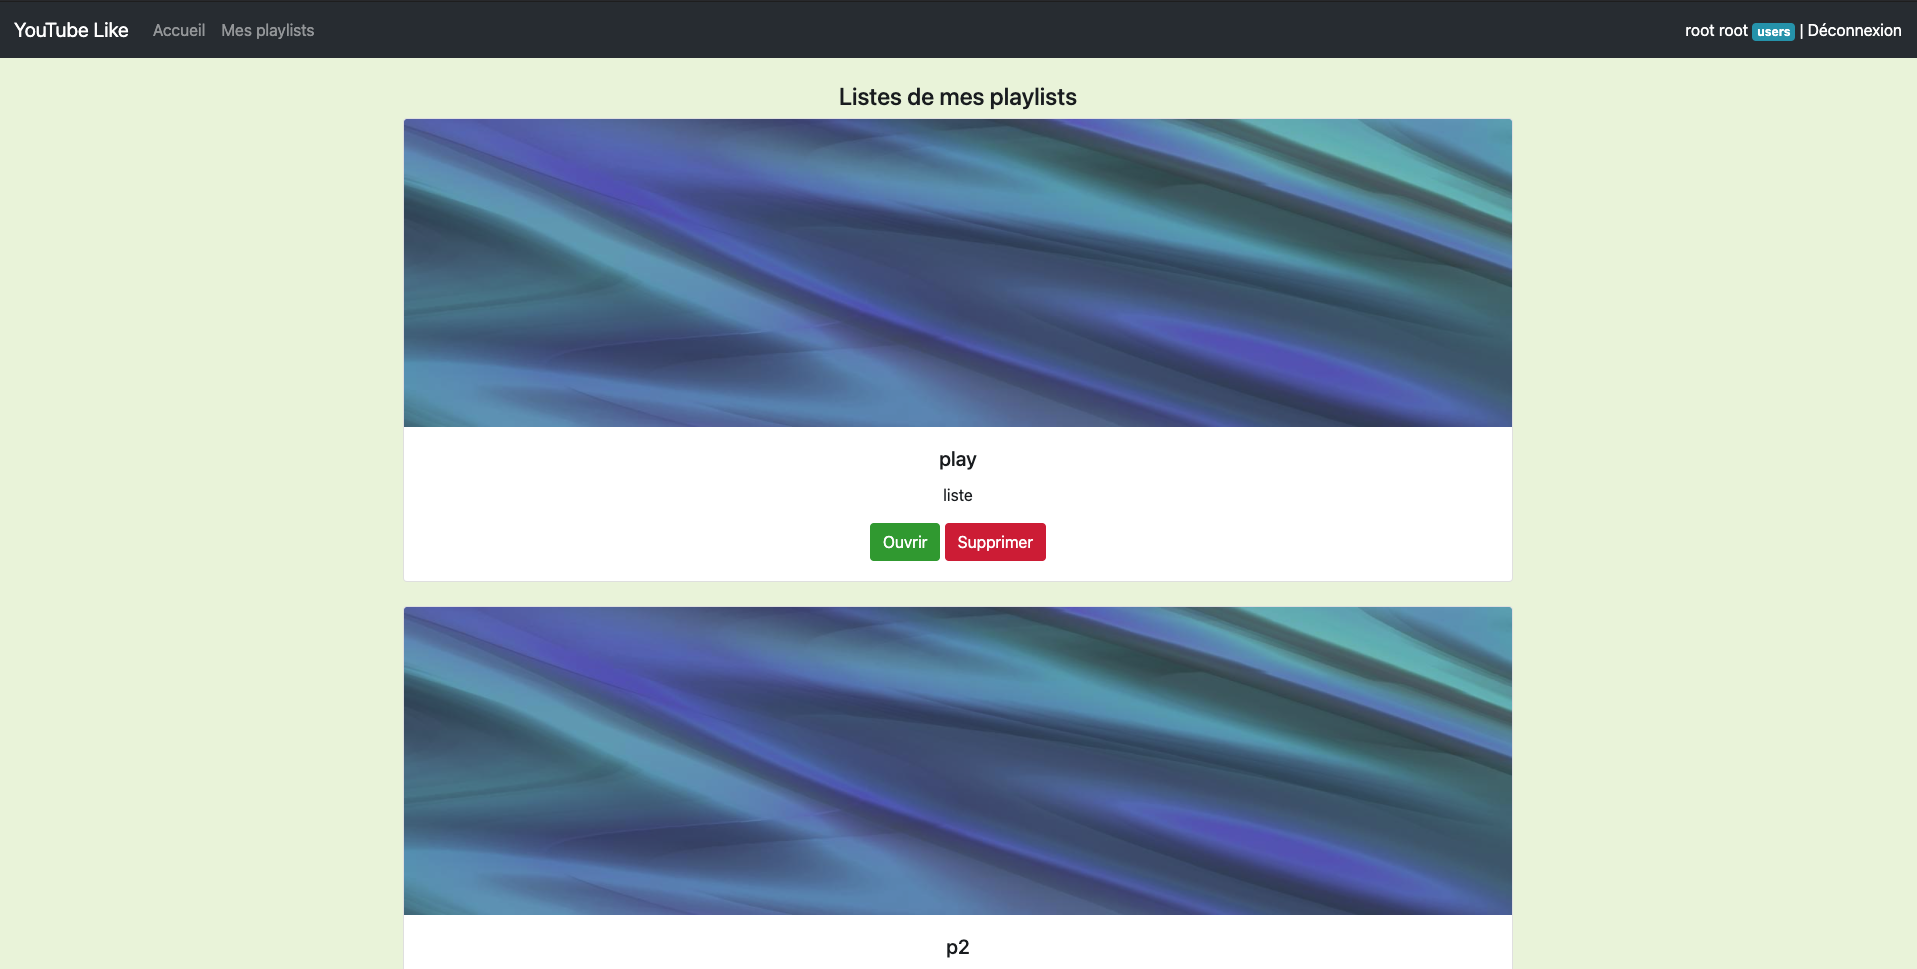 YouTube Like Accueil Mes playlists root root users | Déconnexion
Listes de mes playlists
play
liste
Ouvrir Supprimer
p2